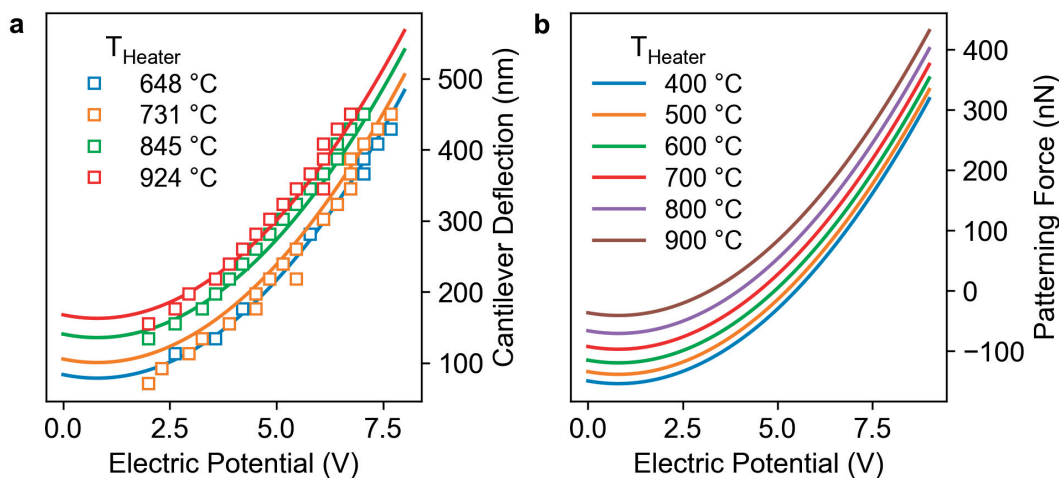 a
T Heater
648 °C
731 °C
845 °C
924 °C
500
400
300
200
100
Cantilever Deflection (nm)
0.0 2.5 5.0 7.5
Electric Potential (V)
b
T Heater
400 °C
500 °C
600 °C
700 °C
800 °C
900 °C
400
300
200
100
0
−100
Patterning Force (nN)
0.0 2.5 5.0 7.5
Electric Potential (V)